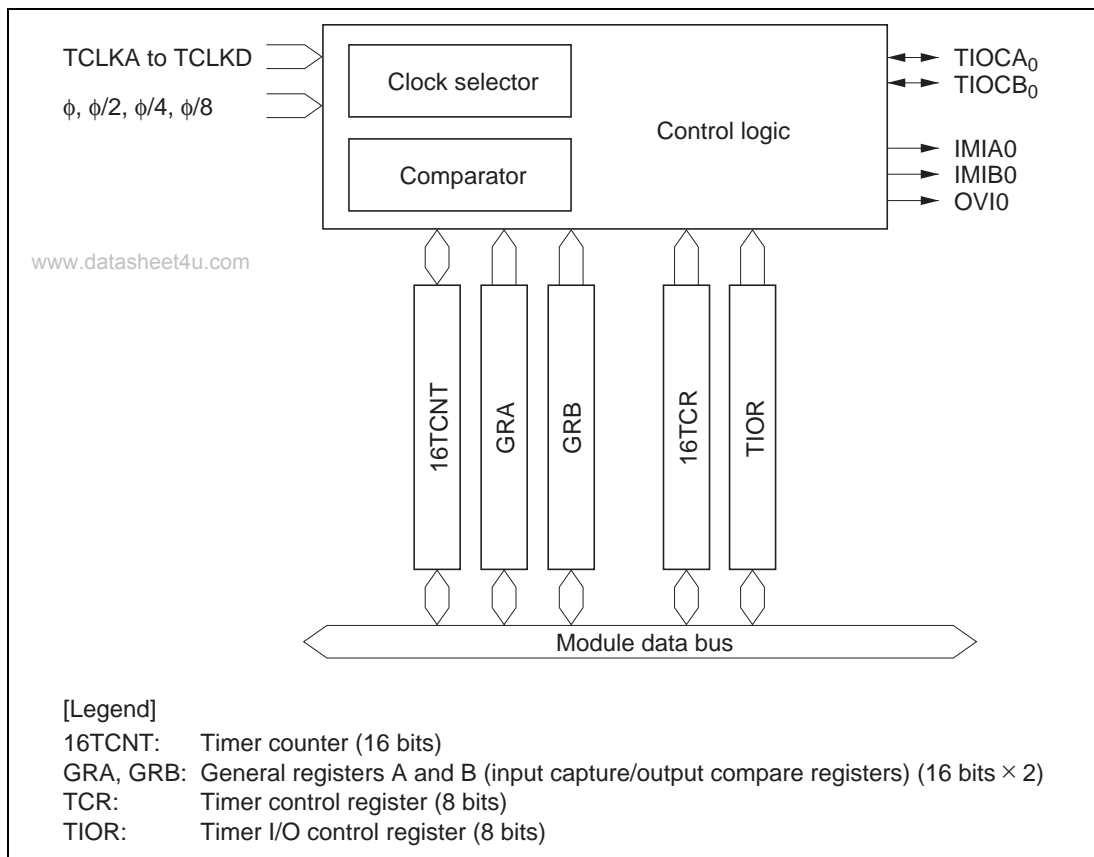 TCLKA to TCLKD
ϕ, ϕ/2, ϕ/4, ϕ/8
Clock selector
Comparator
Control logic
TIOCA₀
TIOCB₀
IMIA0
IMIB0
OVI0
www.datasheet4u.com
16TCNT
GRA
GRB
16TCR
TIOR
Module data bus
[Legend]
16TCNT: Timer counter (16 bits)
GRA, GRB: General registers A and B (input capture/output compare registers) (16 bits × 2)
TCR: Timer control register (8 bits)
TIOR: Timer I/O control register (8 bits)